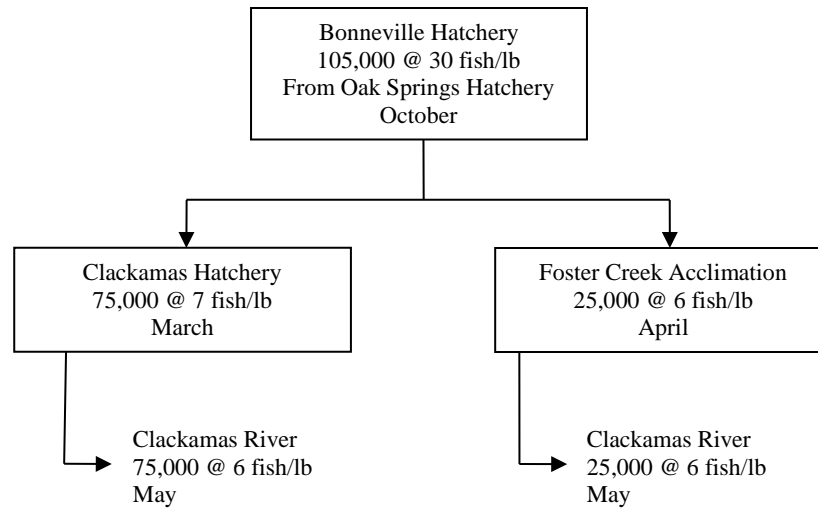 Bonneville Hatchery
105,000 @ 30 fish/lb
From Oak Springs Hatchery
October
Clackamas Hatchery
75,000 @ 7 fish/lb
March
Foster Creek Acclimation
25,000 @ 6 fish/lb
April
Clackamas River
75,000 @ 6 fish/lb
May
Clackamas River
25,000 @ 6 fish/lb
May